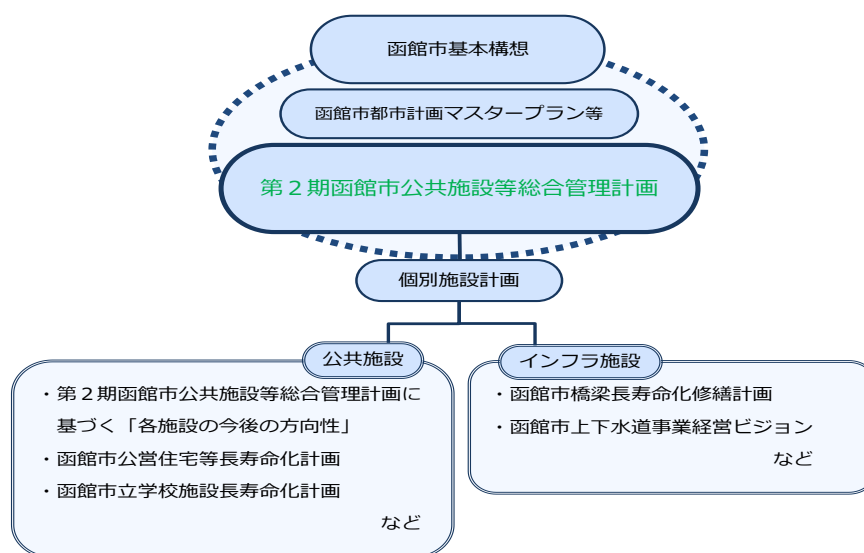 函館市基本構想
函館市都市計画マスタープラン等
第２期函館市公共施設等総合管理計画
個別施設計画
公共施設
・第２期函館市公共施設等総合管理計画に
基づく「各施設の今後の方向性」
・函館市公営住宅等長寿命化計画
・函館市立学校施設長寿命化計画
など
インフラ施設
・函館市橋梁長寿命化修繕計画
・函館市上下水道事業経営ビジョン
など